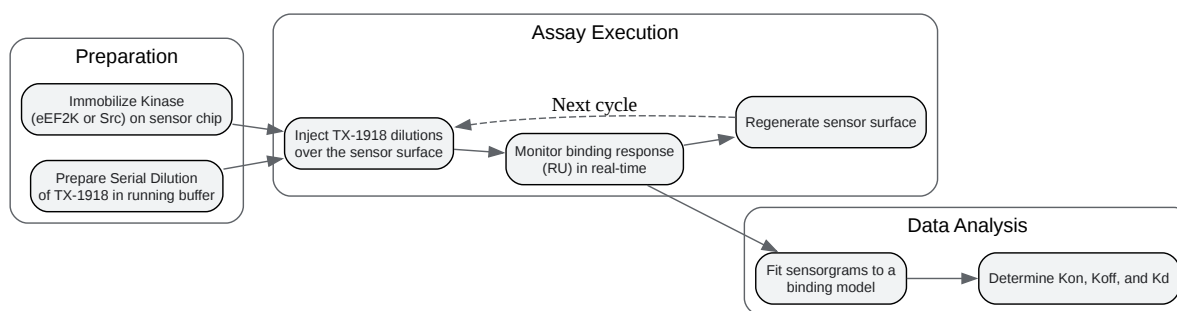 Preparation
Immobilize Kinase
(eEF2K or Src) on sensor chip
Prepare Serial Dilution
of TX-1918 in running buffer
Assay Execution
Inject TX-1918 dilutions
over the sensor surface
Next cycle
Monitor binding response
(RU) in real-time
Regenerate sensor surface
Data Analysis
Fit sensorgrams to a
binding model
Determine Kon, Koff, and Kd